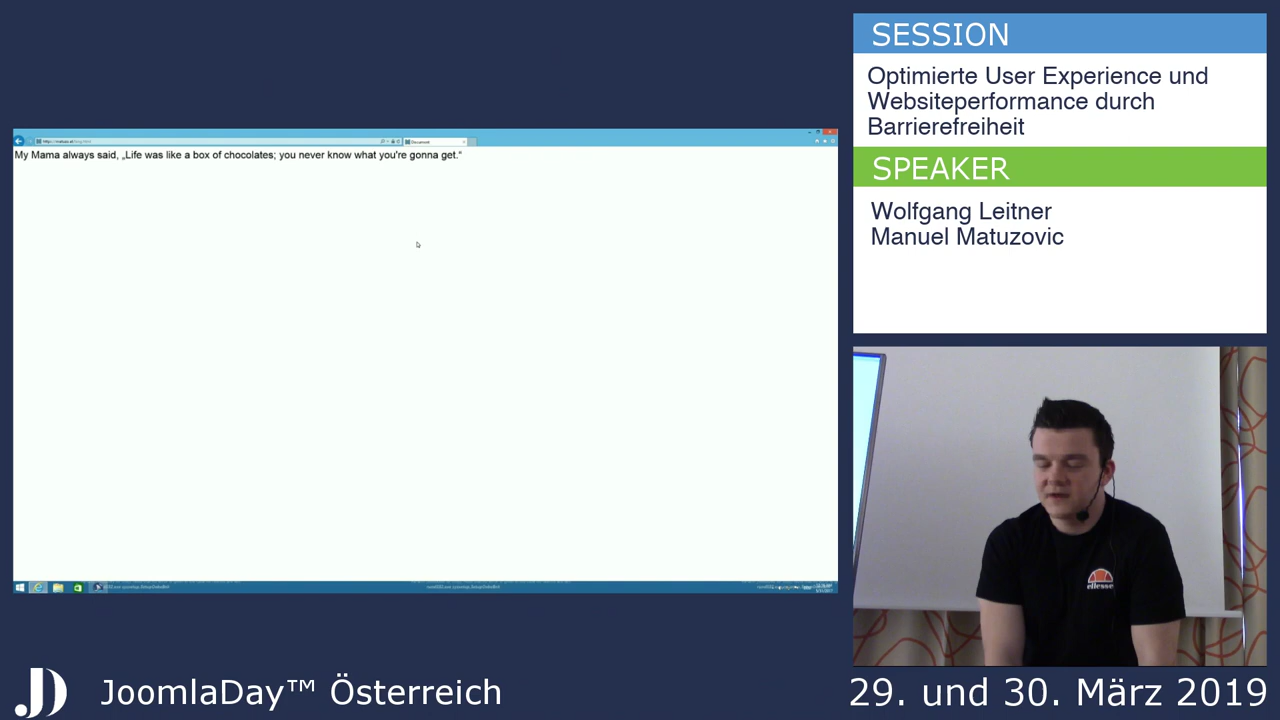 SESSION
Optimierte User Experience und
Websiteperformance durch
Barrierefreiheit
SPEAKER
Wolfgang Leitner
Manuel Matuzovic
Document
My Mama always said, „Life was like a box of chocolates; you never know what you're gonna get.“
ellesse
JoomlaDay™ Österreich
29. und 30. März 2019